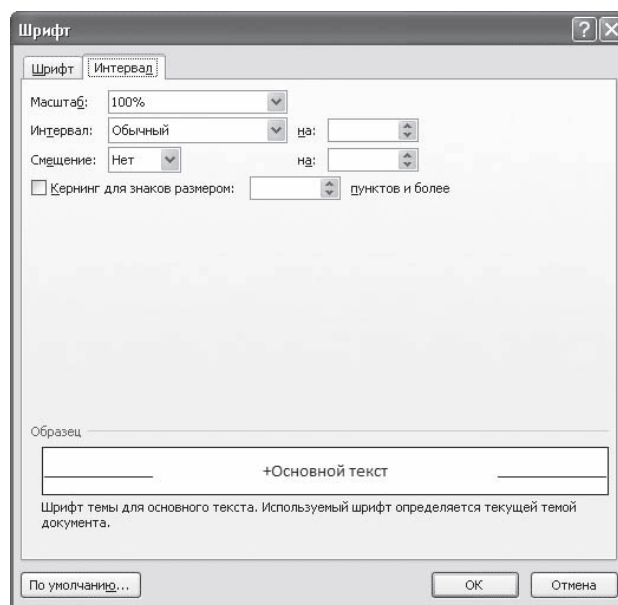 Шрифт
Шрифт Интервал
Масштаб: 100%
Интервал: Обычный на:
Смещение: Нет на:
Кернинг для знаков размером: пунктов и более
Образец
+Основной текст
Шрифт темы для основного текста. Используемый шрифт определяется текущей темой
документа.
По умолчанию... ОК Отмена